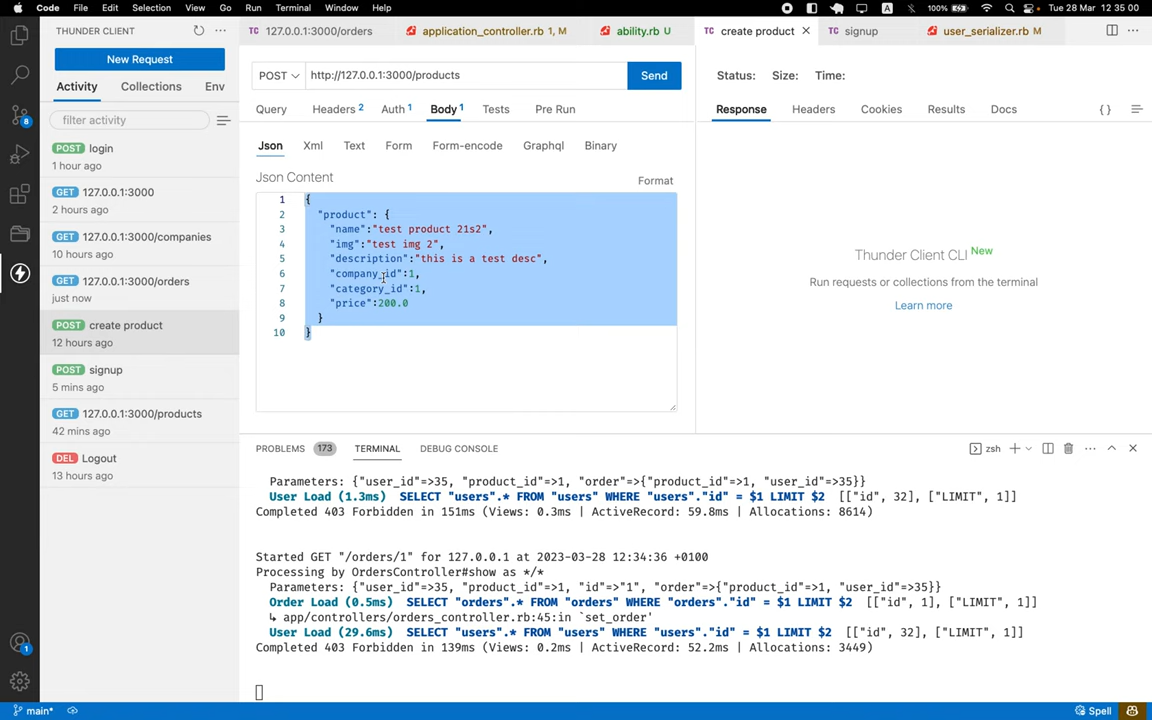 Code File Edit Selection View Go Run Terminal Window Help 100% Tue 28 Mar 12 35 00
THUNDER CLIENT
New Request
Activity Collections Env
filter activity
POST login
1 hour ago
GET 127.0.0.1:3000
2 hours ago
GET 127.0.0.1:3000/companies
10 hours ago
GET 127.0.0.1:3000/orders
just now
POST create product
12 hours ago
POST signup
5 mins ago
GET 127.0.0.1:3000/products
42 mins ago
DEL Logout
13 hours ago
8
1
TC 127.0.0.1:3000/orders application_controller.rb 1, M ability.rb U TC create product TC signup user_serializer.rb M
POST http://127.0.0.1:3000/products Send
Query Headers 2 Auth 1 Body 1 Tests Pre Run
Json Xml Text Form Form-encode Graphql Binary
Json Content
Format
1 {
2 "product": {
3 "name":"test product 21s2",
4 "img":"test img 2",
5 "description":"this is a test desc",
6 "company_id":1,
7 "category_id":1,
8 "price":200.0
9 }
10 }
Status: Size: Time:
Response Headers Cookies Results Docs { }
Thunder Client CLI New
Run requests or collections from the terminal
Learn more
PROBLEMS 173 TERMINAL DEBUG CONSOLE zsh
Parameters: {"user_id"=>35, "product_id"=>1, "order"=>{"product_id"=>1, "user_id"=>35}}
User Load (1.3ms) SELECT "users".* FROM "users" WHERE "users"."id" = $1 LIMIT $2 [["id", 32], ["LIMIT", 1]]
Completed 403 Forbidden in 151ms (Views: 0.3ms | ActiveRecord: 59.8ms | Allocations: 8614)
Started GET "/orders/1" for 127.0.0.1 at 2023-03-28 12:34:36 +0100
Processing by OrdersController#show as */*
Parameters: {"user_id"=>35, "product_id"=>1, "id"=>"1", "order"=>{"product_id"=>1, "user_id"=>35}}
Order Load (0.5ms) SELECT "orders".* FROM "orders" WHERE "orders"."id" = $1 LIMIT $2 [["id", 1], ["LIMIT", 1]]
↳ app/controllers/orders_controller.rb:45:in `set_order'
User Load (29.6ms) SELECT "users".* FROM "users" WHERE "users"."id" = $1 LIMIT $2 [["id", 32], ["LIMIT", 1]]
Completed 403 Forbidden in 139ms (Views: 0.2ms | ActiveRecord: 52.2ms | Allocations: 3449)
main* Spell